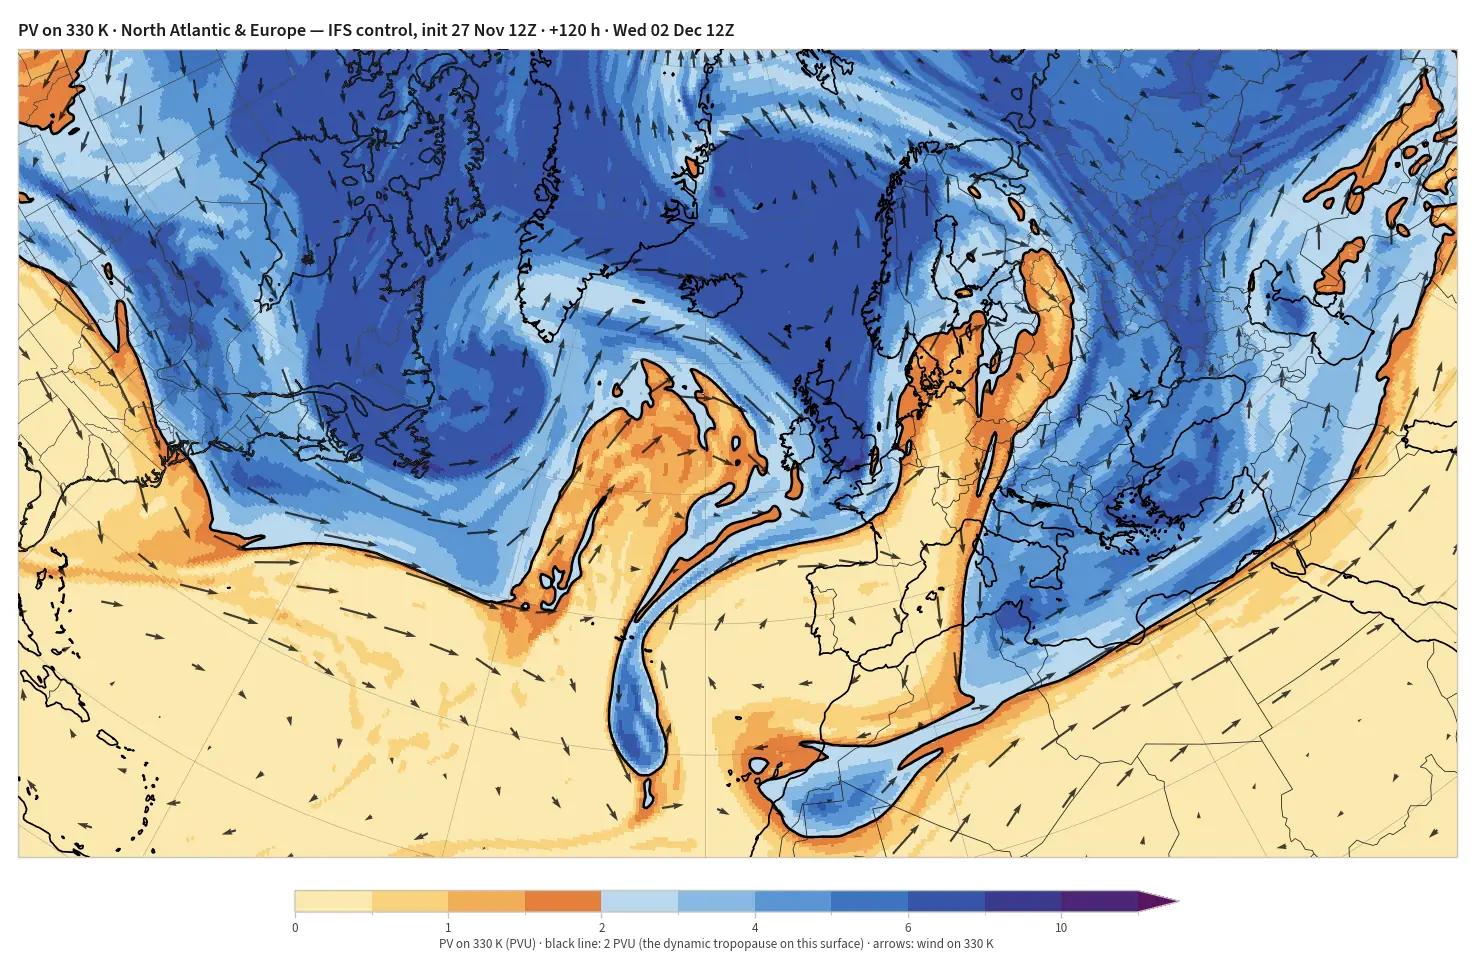 PV on 330 K · North Atlantic & Europe — IFS control, init 27 Nov 12Z · +120 h · Wed 02 Dec 12Z
0 1 2 4 6 10
PV on 330 K (PVU) · black line: 2 PVU (the dynamic tropopause on this surface) · arrows: wind on 330 K